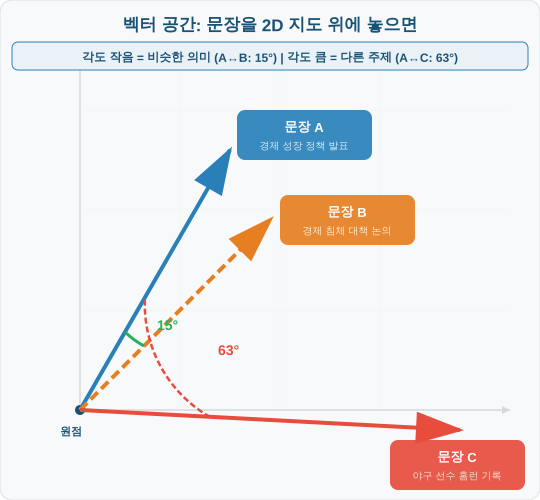 벡터 공간: 문장을 2D 지도 위에 놓으면
각도 작음 = 비슷한 의미 (A↔B: 15°) | 각도 큼 = 다른 주제 (A↔C: 63°)
문장 A
경제 성장 정책 발표
문장 B
경제 침체 대책 논의
15°
63°
원점
문장 C
야구 선수 홈런 기록